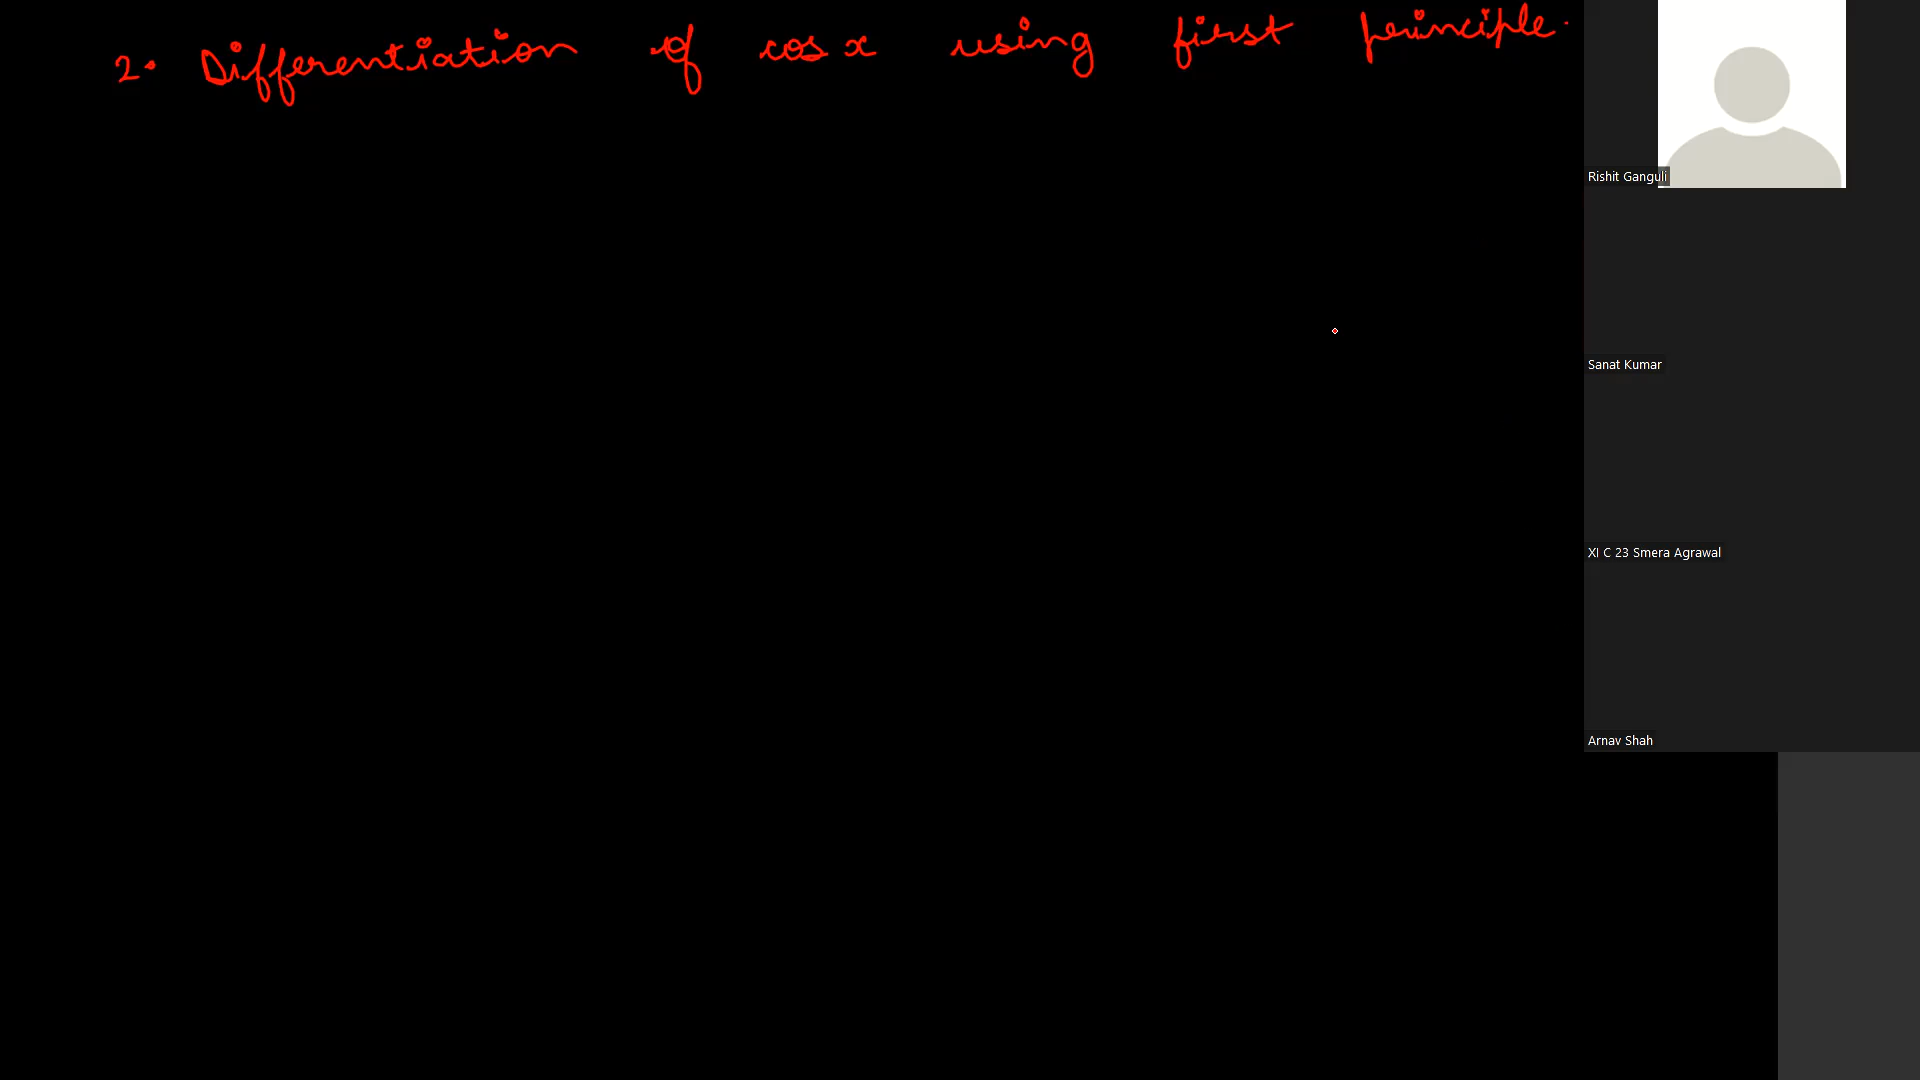 2. Differentiation of cos x using first principle.
Rishit Ganguli
Sanat Kumar
XI C 23 Smera Agrawal
Arnav Shah